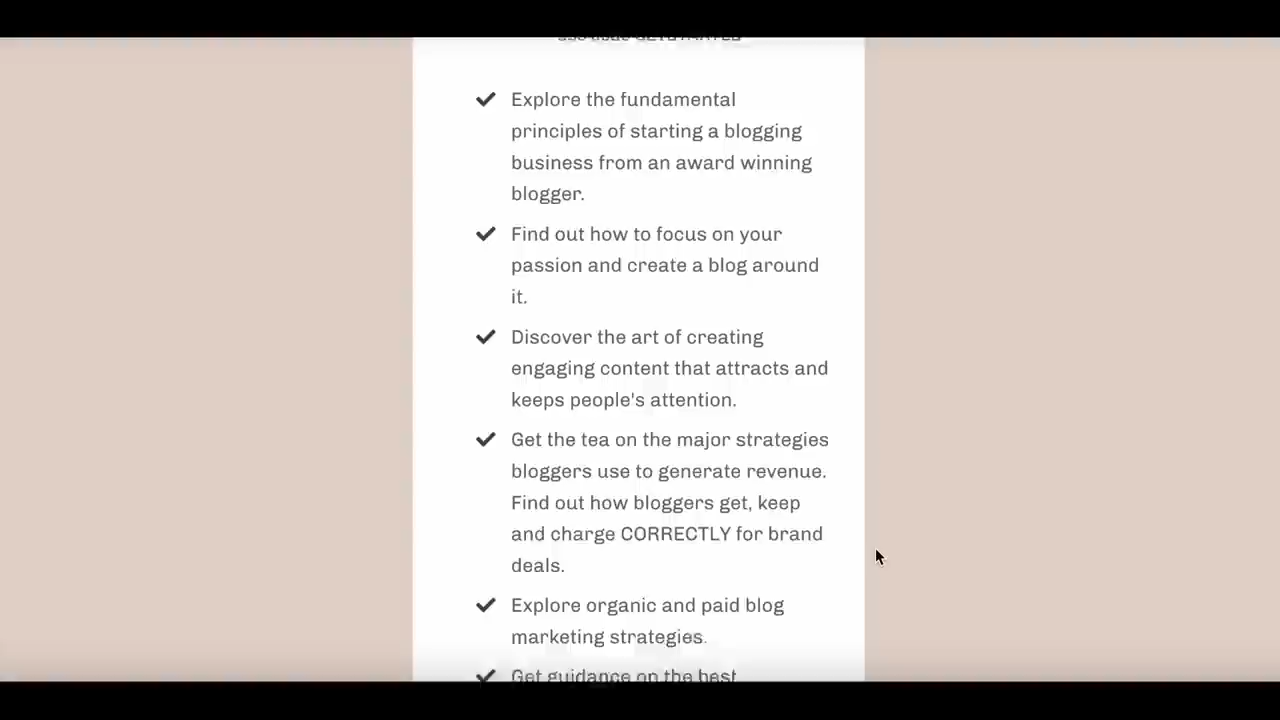 Explore the fundamental
principles of starting a blogging
business from an award winning
blogger.
Find out how to focus on your
passion and create a blog around
it.
Discover the art of creating
engaging content that attracts and
keeps people's attention.
Get the tea on the major strategies
bloggers use to generate revenue.
Find out how bloggers get, keep
and charge CORRECTLY for brand
deals.
Explore organic and paid blog
marketing strategies.
Get guidance on the best